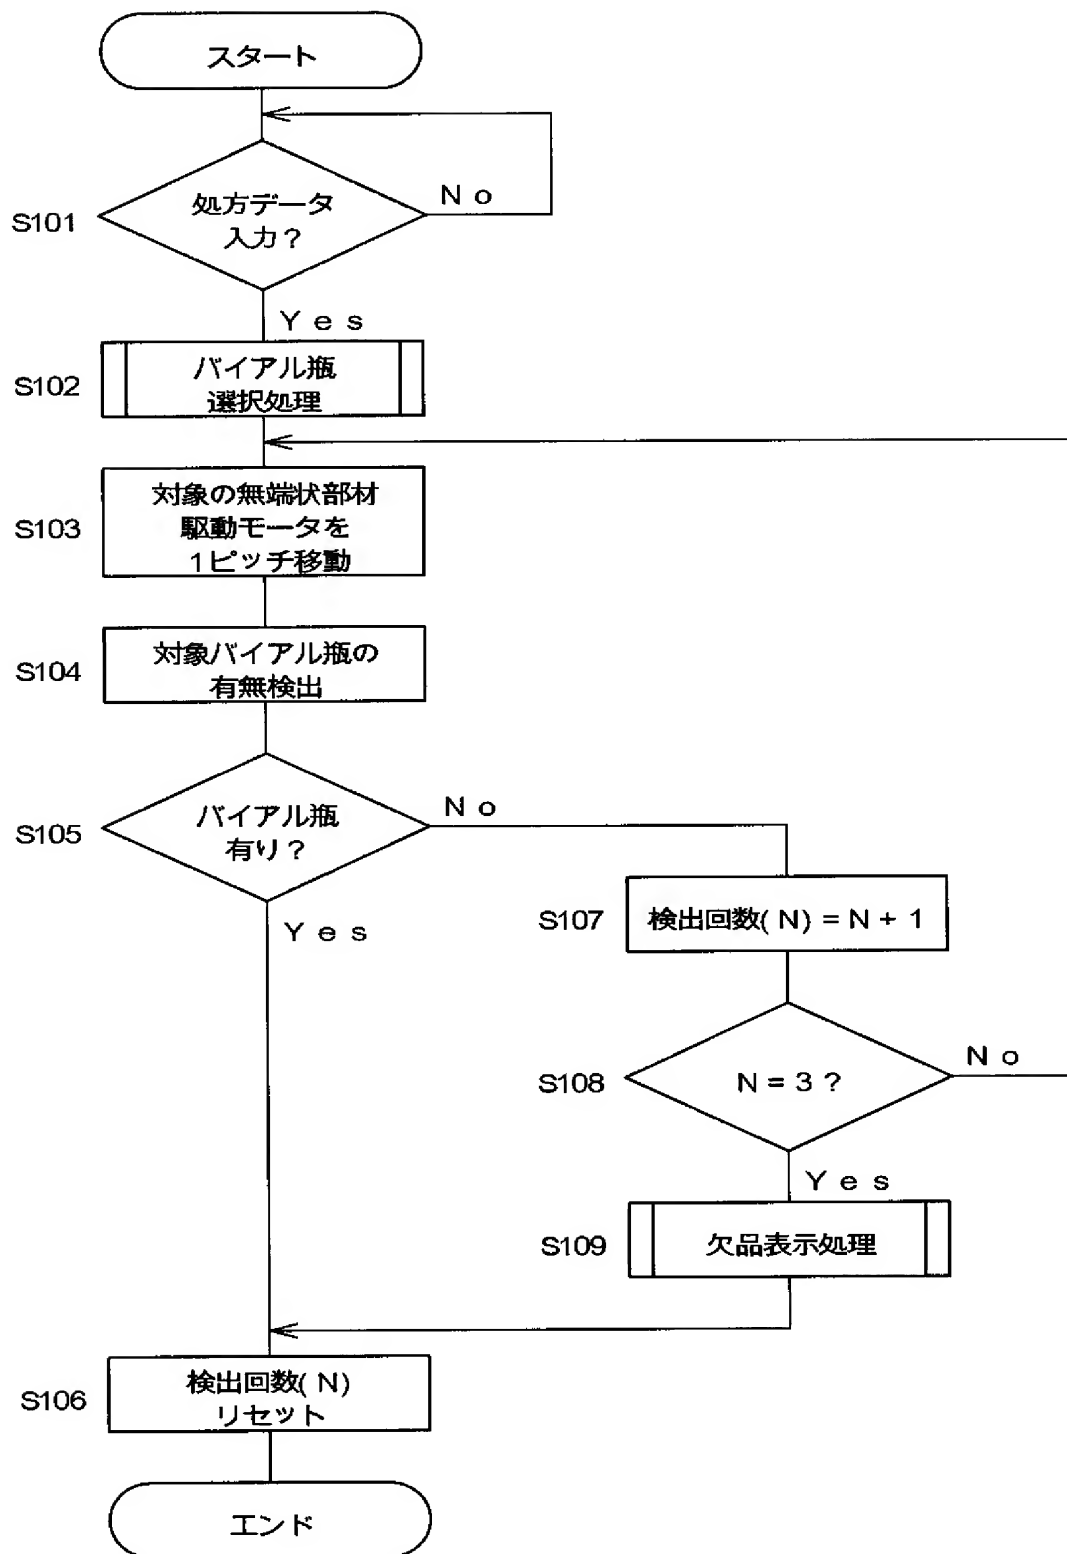 スタート
S101
処方データ
入力?
No
Yes
S102
バイアル瓶
選択処理
S103
対象の無端状部材
駆動モータを
1ピッチ移動
S104
対象バイアル瓶の
有無検出
S105
バイアル瓶
有り?
No
Yes
S107
検出回数(N)=N+1
S108
N=3?
No
Yes
S109
欠品表示処理
S106
検出回数(N)
リセット
エンド